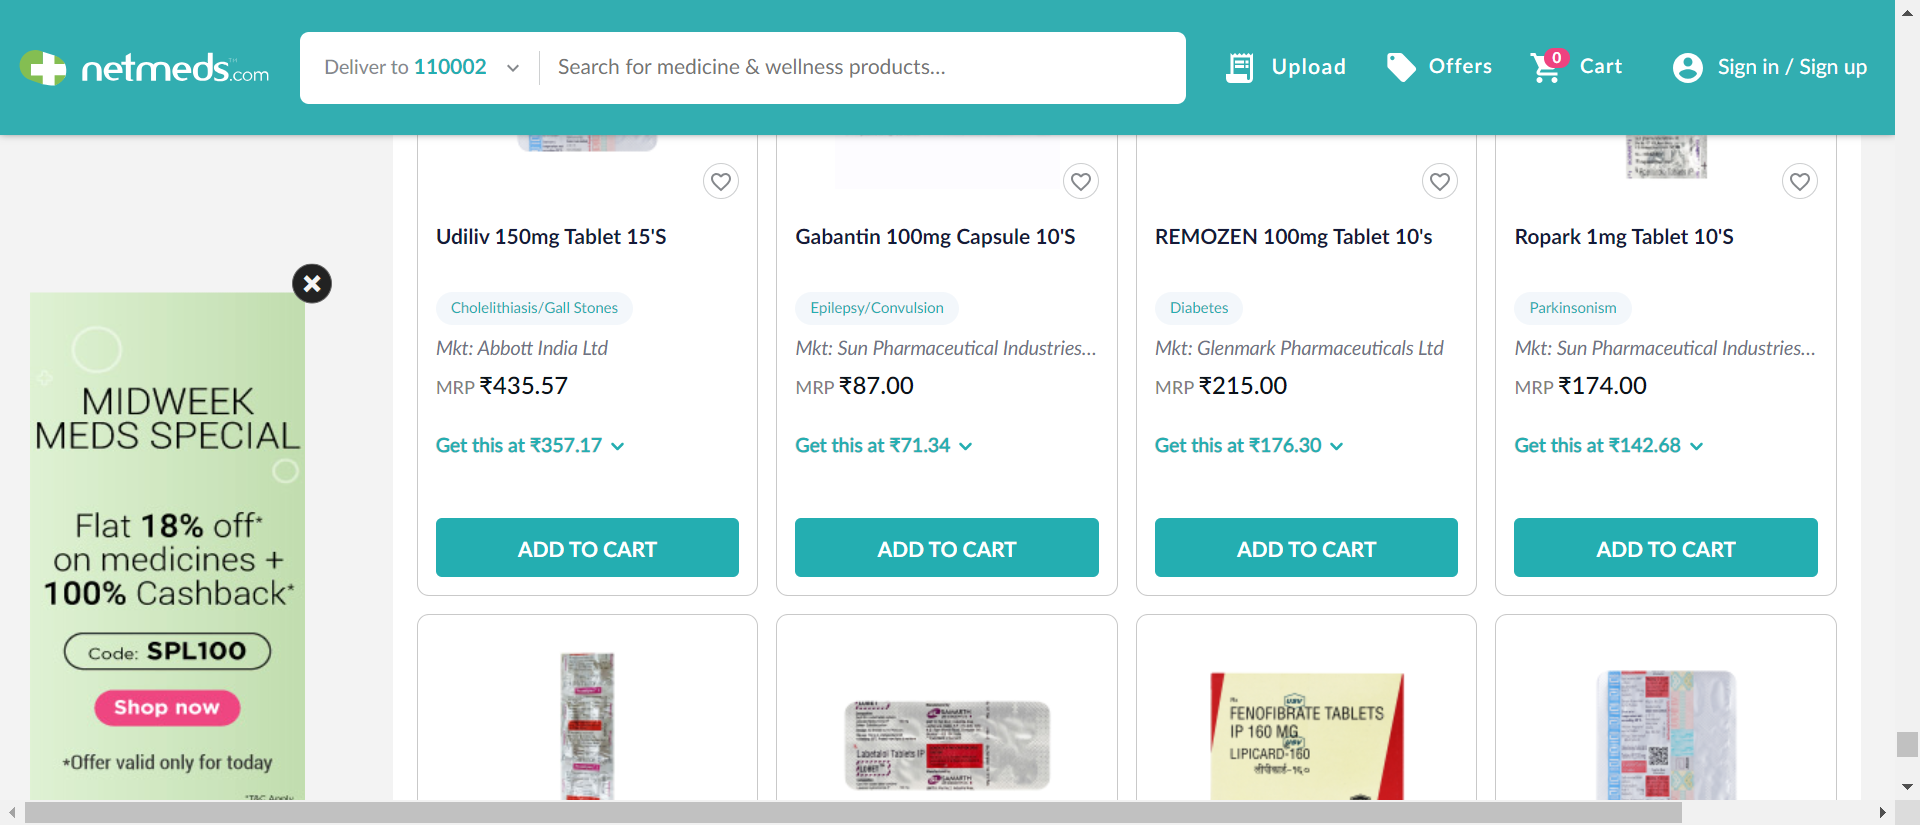 netmeds.com
Deliver to 110002
Search for medicine & wellness products...
Upload
Offers
0
Cart
Sign in / Sign up
Udiliv 150mg Tablet 15'S
Cholelithiasis/Gall Stones
Mkt: Abbott India Ltd
MRP ₹435.57
Get this at ₹357.17
ADD TO CART
Gabantin 100mg Capsule 10'S
Epilepsy/Convulsion
Mkt: Sun Pharmaceutical Industries...
MRP ₹87.00
Get this at ₹71.34
ADD TO CART
REMOZEN 100mg Tablet 10's
Diabetes
Mkt: Glenmark Pharmaceuticals Ltd
MRP ₹215.00
Get this at ₹176.30
ADD TO CART
Ropark 1mg Tablet 10'S
Parkinsonism
Mkt: Sun Pharmaceutical Industries...
MRP ₹174.00
Get this at ₹142.68
ADD TO CART
MIDWEEK
MEDS SPECIAL
Flat 18% off*
on medicines +
100% Cashback*
Code: SPL100
Shop now
*Offer valid only for today
*T&C Apply
SAMARTH
Labetalol Tablets IP
SAMARTH
USV
FENOFIBRATE TABLETS
IP 160 MG
USV
LIPICARD-160
लीपीकार्ड-१६०